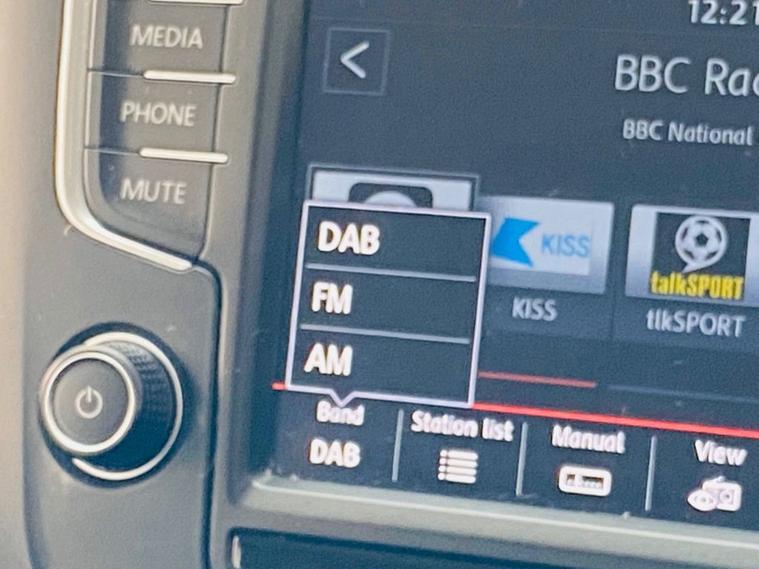 MEDIA
PHONE
MUTE
12:21
BBC
BBC National
KISS
KISS
talkSPORT
tlkSPORT
DAB
FM
AM
Band
DAB
Station list
Manual
View